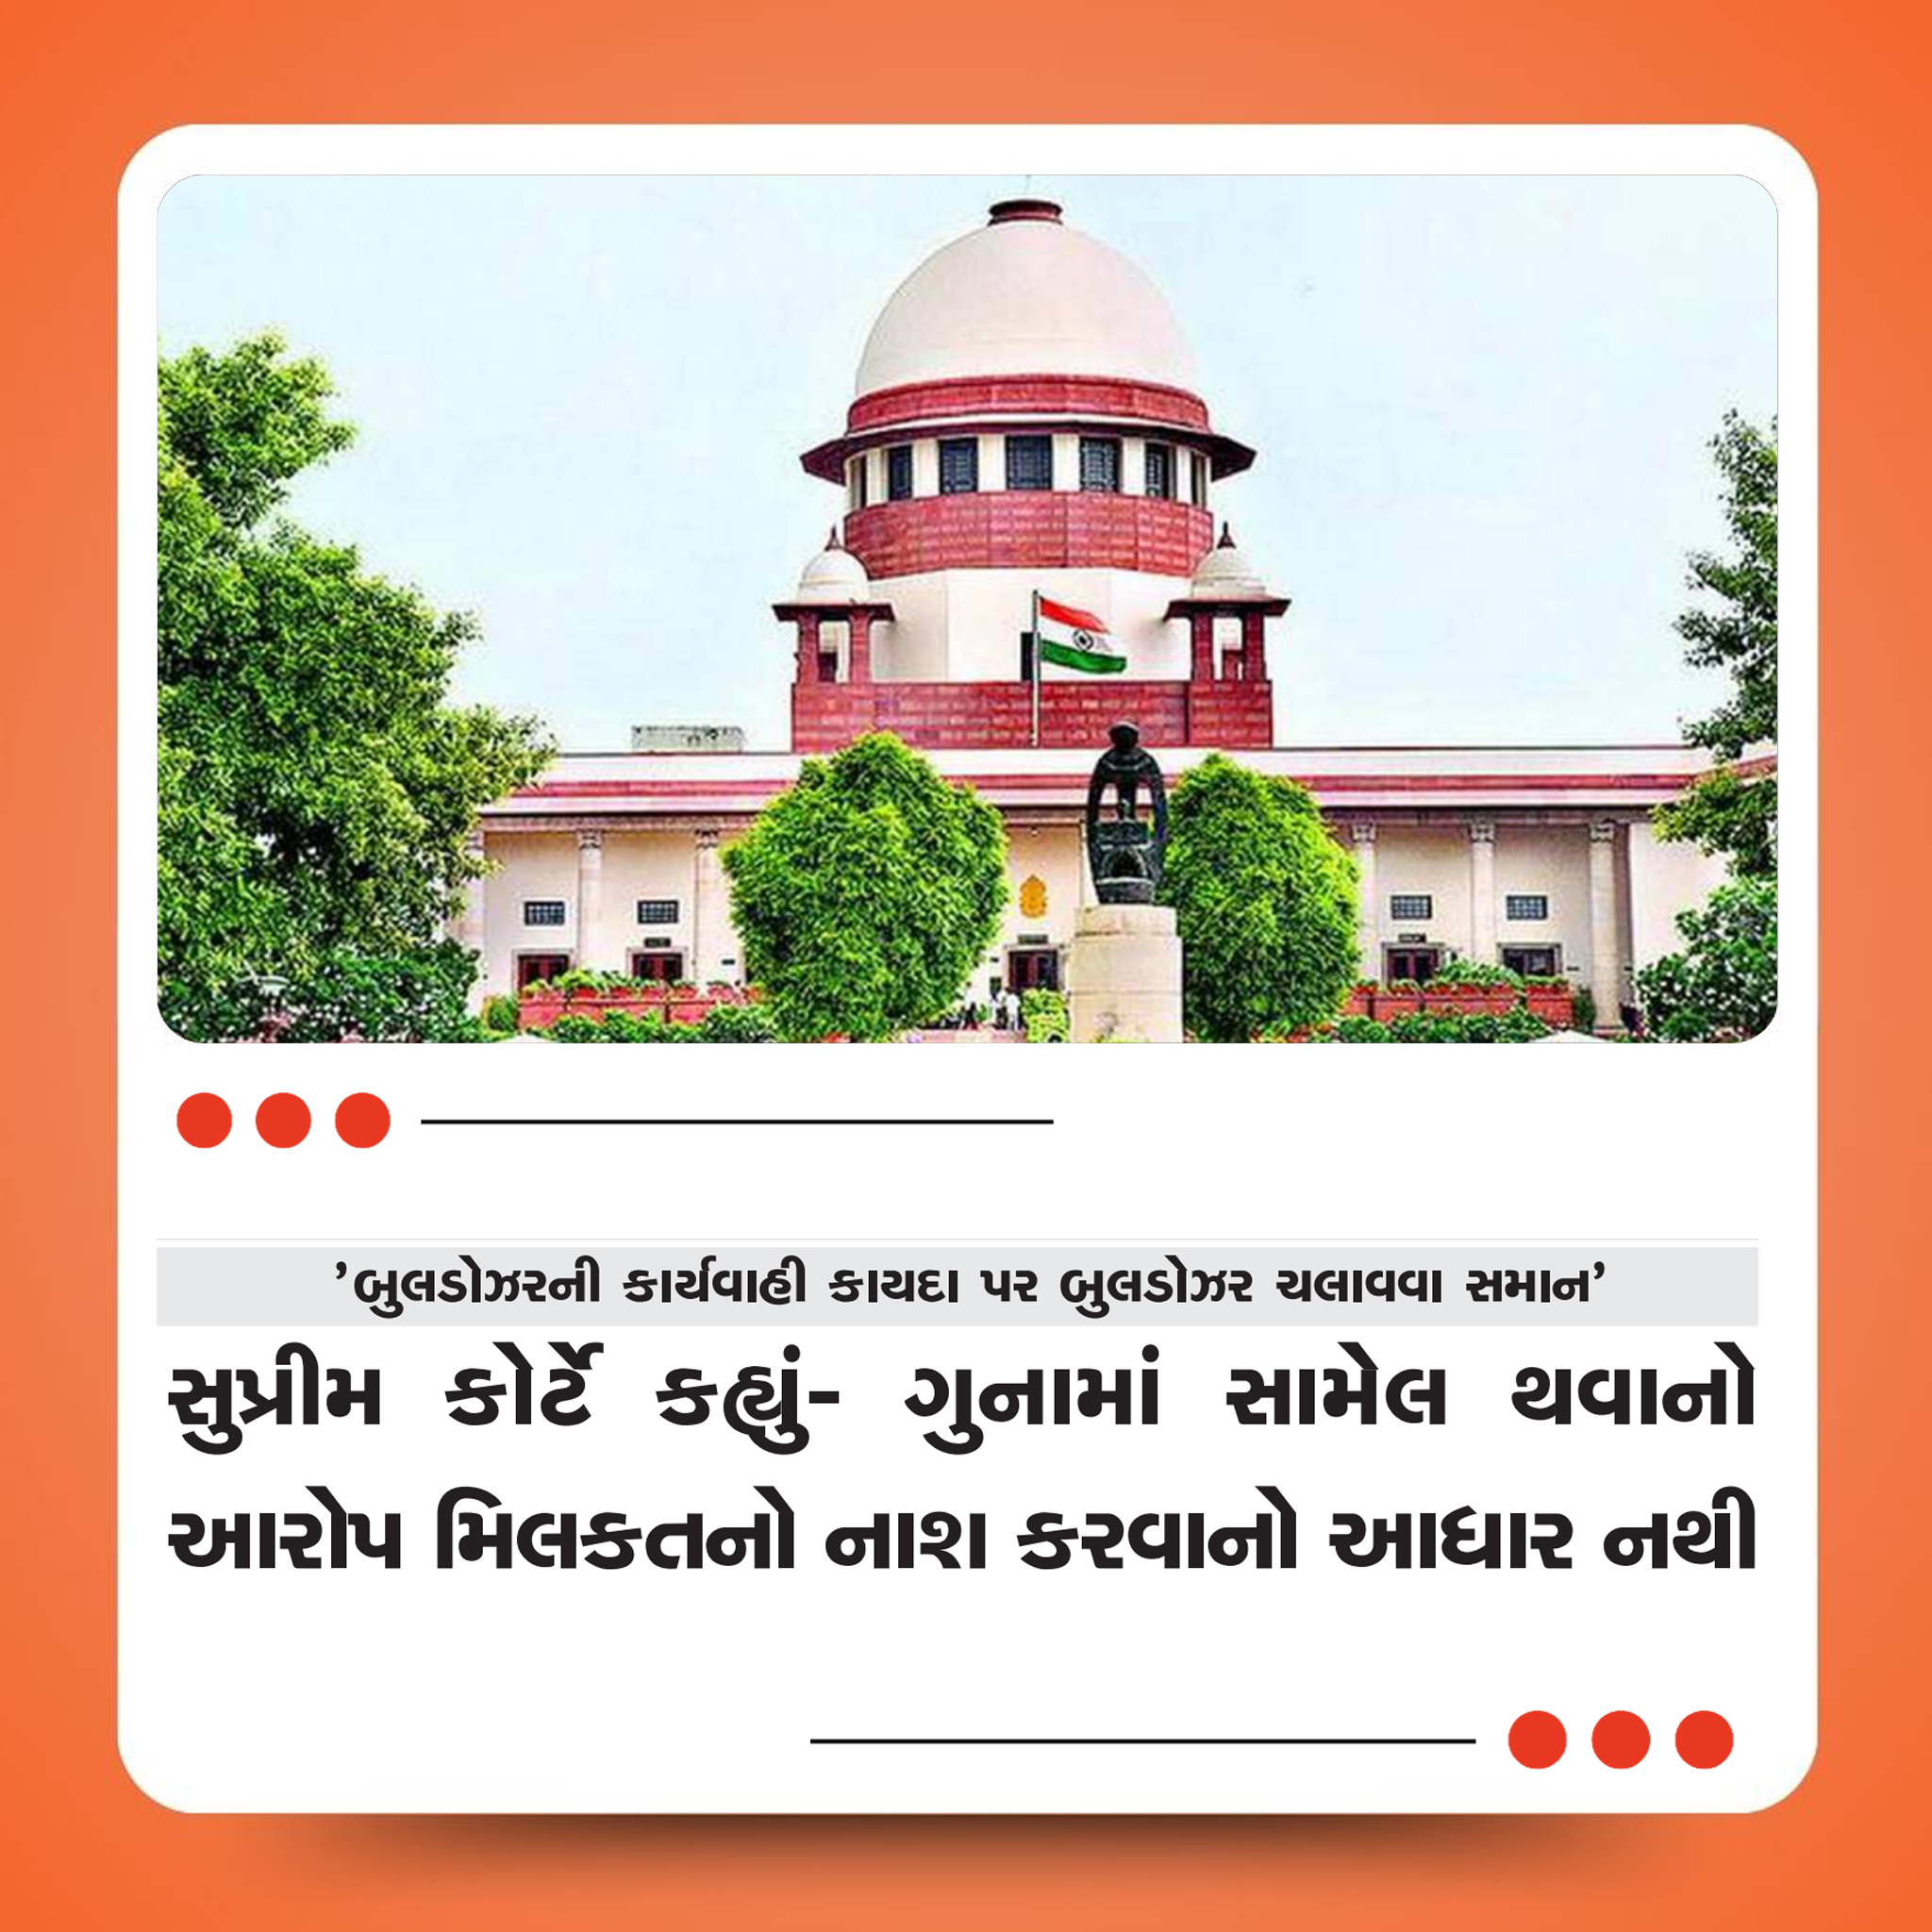 ’બુલડોઝરની કાર્યવાહી કાયદા પર બુલડોઝર ચલાવવા સમાન’
સુપ્રીમ કોર્ટે કહ્યું- ગુનામાં સામેલ થવાનો
આરોપ મિલકતનો નાશ કરવાનો આધાર નથી